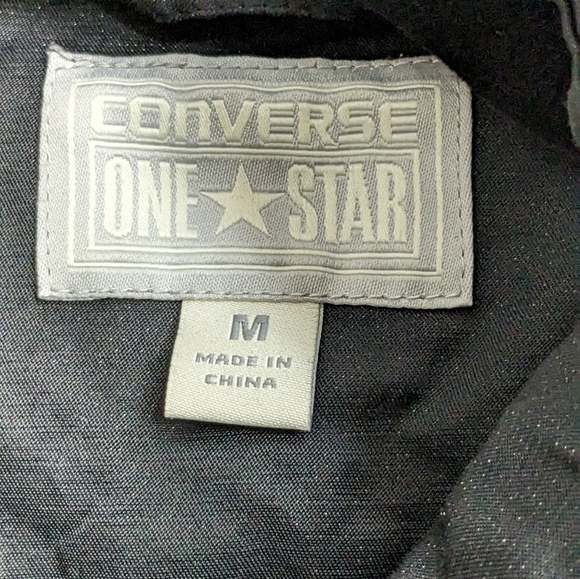 CONVERSE
ONE ★ STAR
M
MADE IN
CHINA